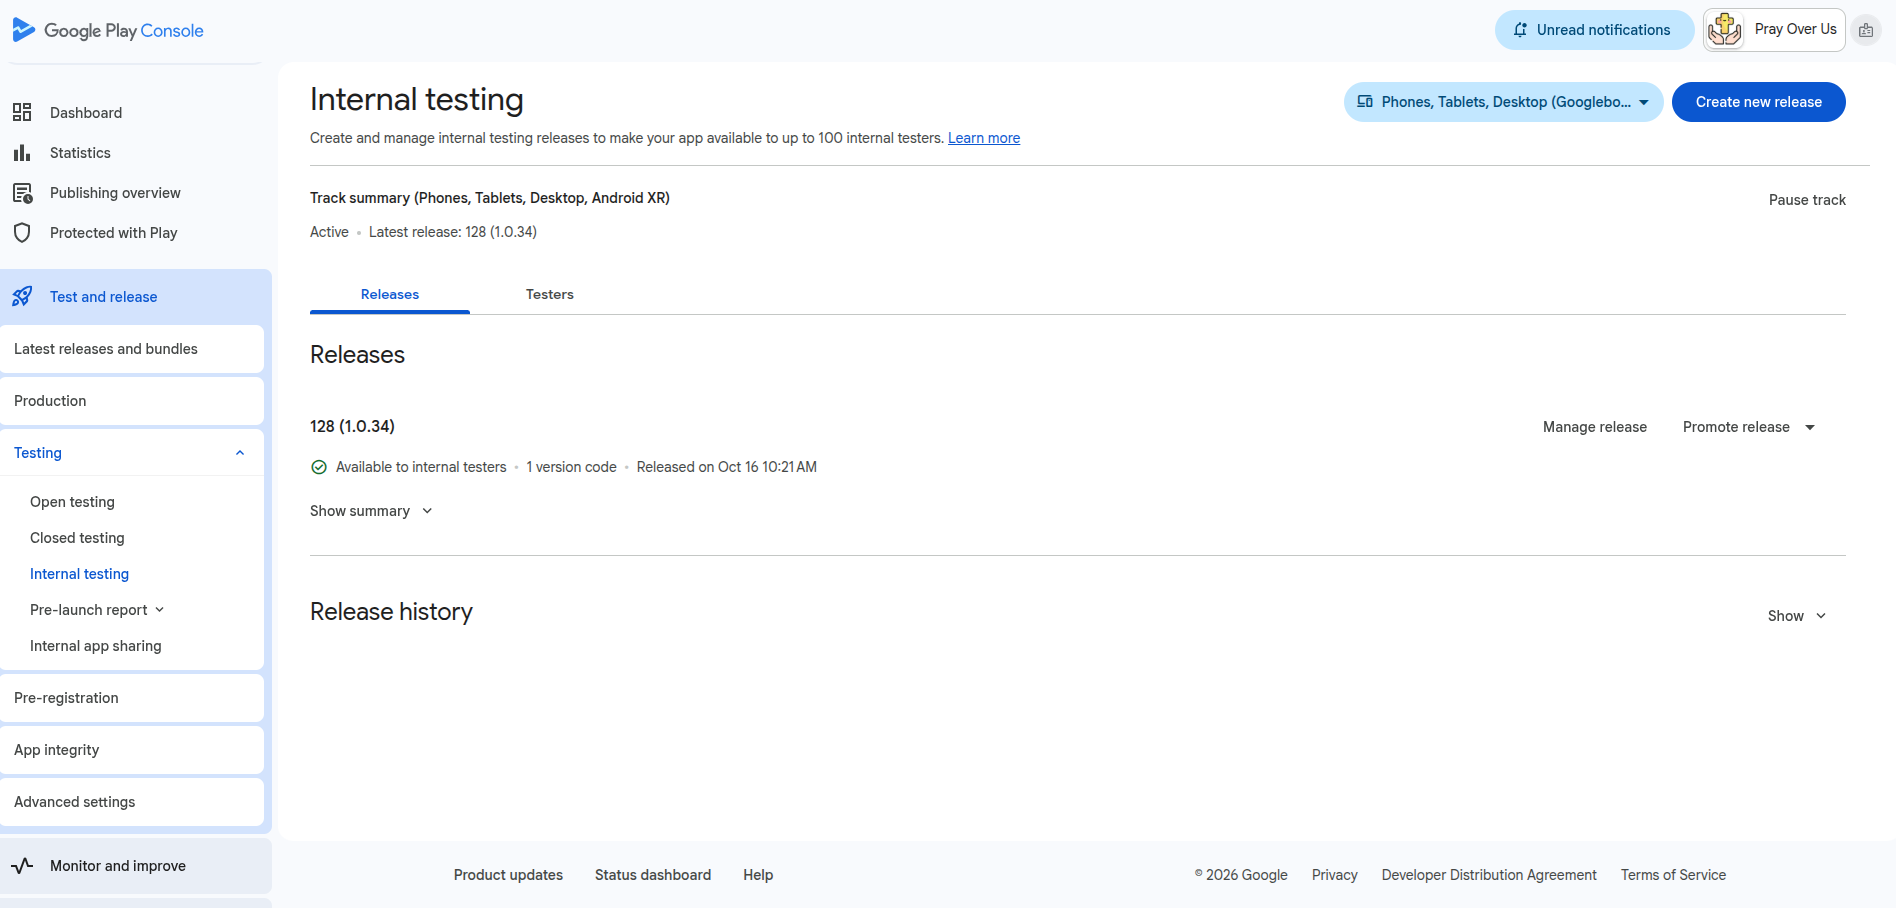 Google Play Console
Unread notifications
Pray Over Us
Dashboard
Statistics
Publishing overview
Protected with Play
Test and release
Latest releases and bundles
Production
Testing
Open testing
Closed testing
Internal testing
Pre-launch report
Internal app sharing
Pre-registration
App integrity
Advanced settings
Monitor and improve
Internal testing
Phones, Tablets, Desktop (Googlebo...
Create new release
Create and manage internal testing releases to make your app available to up to 100 internal testers. Learn more
Track summary (Phones, Tablets, Desktop, Android XR)
Pause track
Active • Latest release: 128 (1.0.34)
Releases
Testers
Releases
128 (1.0.34)
Manage release
Promote release
Available to internal testers • 1 version code • Released on Oct 16 10:21 AM
Show summary
Release history
Show
Product updates
Status dashboard
Help
© 2026 Google
Privacy
Developer Distribution Agreement
Terms of Service